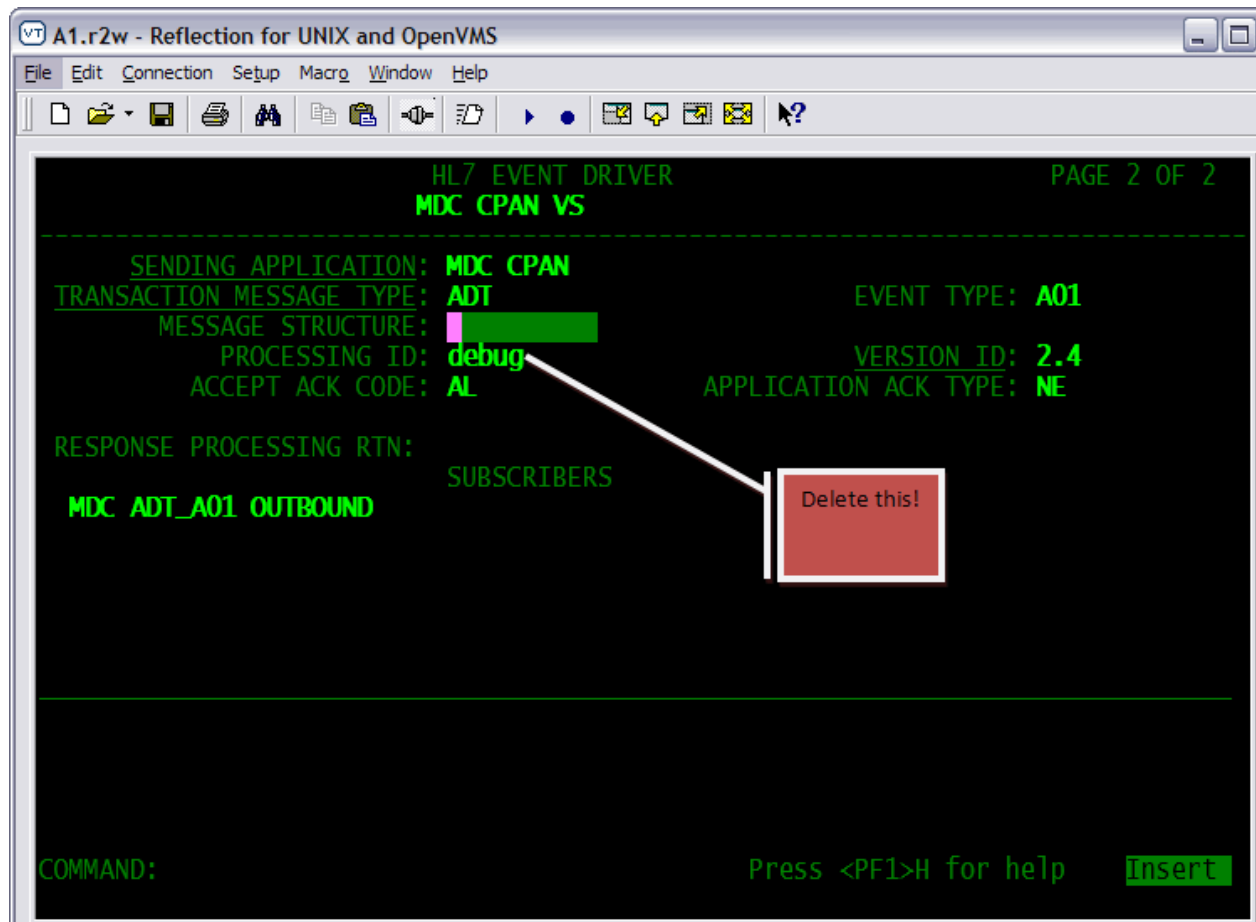 VT A1.r2w - Reflection for UNIX and OpenVMS
File Edit Connection Setup Macro Window Help
HL7 EVENT DRIVER PAGE 2 OF 2
MDC CPAN VS
SENDING APPLICATION: MDC CPAN
TRANSACTION MESSAGE TYPE: ADT EVENT TYPE: A01
MESSAGE STRUCTURE:
PROCESSING ID: debug VERSION ID: 2.4
ACCEPT ACK CODE: AL APPLICATION ACK TYPE: NE
RESPONSE PROCESSING RTN:
SUBSCRIBERS
MDC ADT_A01 OUTBOUND
Delete this!
COMMAND: Press <PF1>H for help Insert